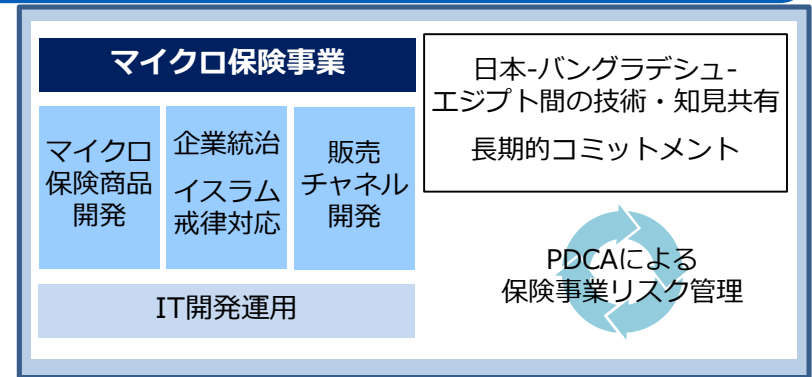 マイクロ保険事業
マイクロ
保険商品
開発
企業統治
イスラム
戒律対応
販売
チャネル
開発
IT開発運用
日本-バングラデシュ-
エジプト間の技術・知見共有
長期的コミットメント
PDCAによる
保険事業リスク管理